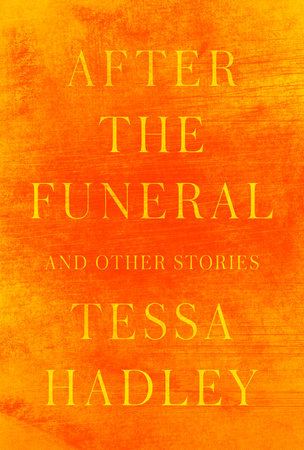 AFTER
THE
FUNERAL
AND OTHER STORIES
TESSA
HADLEY